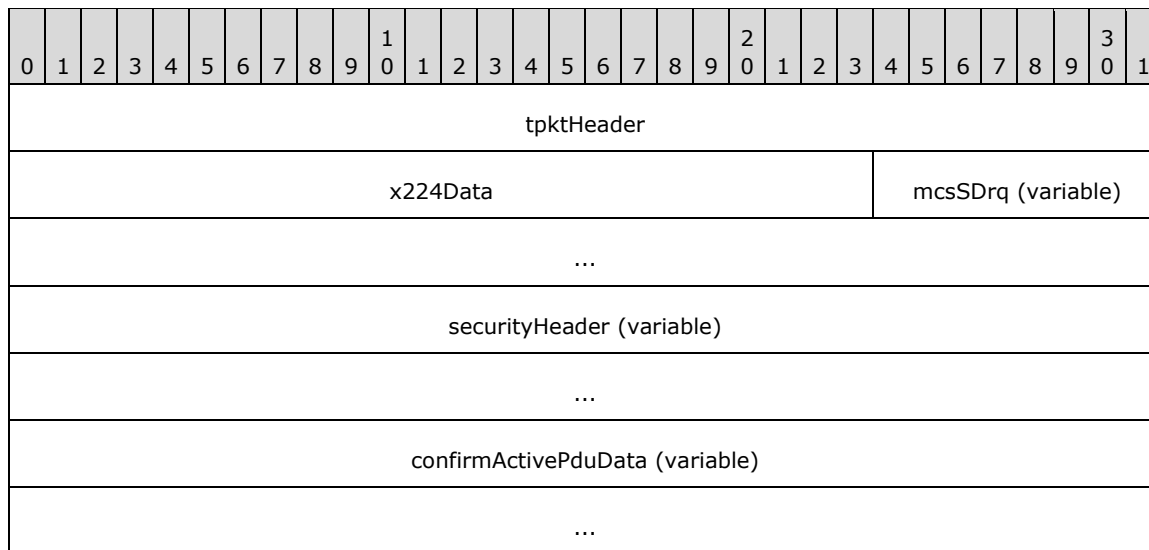 1 2 3
0 1 2 3 4 5 6 7 8 9 0 1 2 3 4 5 6 7 8 9 0 1 2 3 4 5 6 7 8 9 0 1
tpktHeader
x224Data mcsSDrq (variable)
...
securityHeader (variable)
...
confirmActivePduData (variable)
...